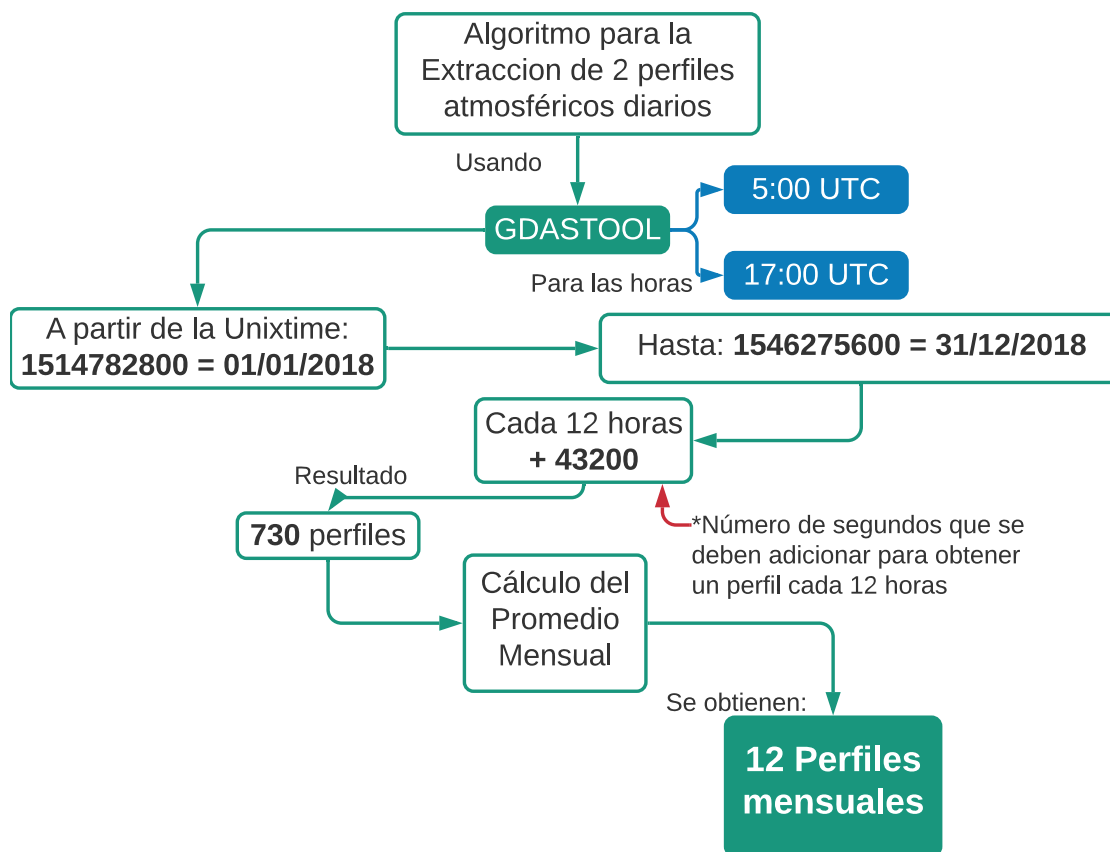 Algoritmo para la
Extraccion de 2 perfiles
atmosféricos diarios
Usando
GDASTOOL
5:00 UTC
Para las horas
17:00 UTC
A partir de la Unixtime:
1514782800 = 01/01/2018
Hasta: 1546275600 = 31/12/2018
Cada 12 horas
+ 43200
Resultado
730 perfiles
*Número de segundos que se
deben adicionar para obtener
un perfil cada 12 horas
Cálculo del
Promedio
Mensual
Se obtienen:
12 Perfiles
mensuales